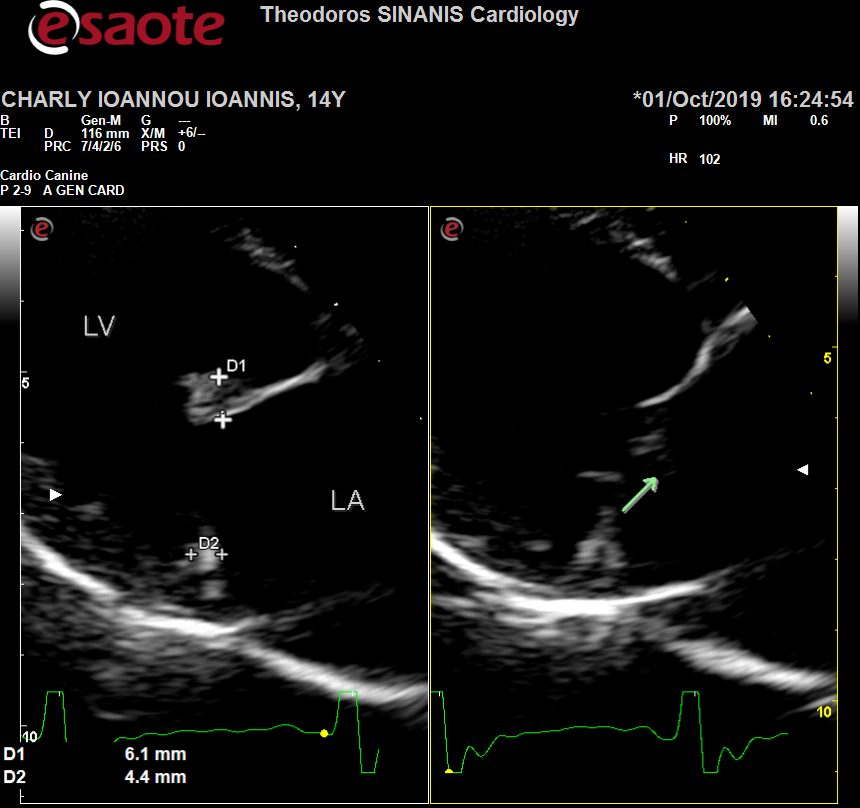 esaote
Theodoros SINANIS Cardiology
CHARLY IOANNOU IOANNIS, 14Y
*01/Oct/2019 16:24:54
B Gen-M G ---
TEI D 116 mm X/M +6/--
PRC 7/4/2/6 PRS 0
P 100% MI 0.6
HR 102
Cardio Canine
P 2-9 A GEN CARD
e
LV
D1
5
LA
D2
10
e
5
10
D1 6.1 mm
D2 4.4 mm